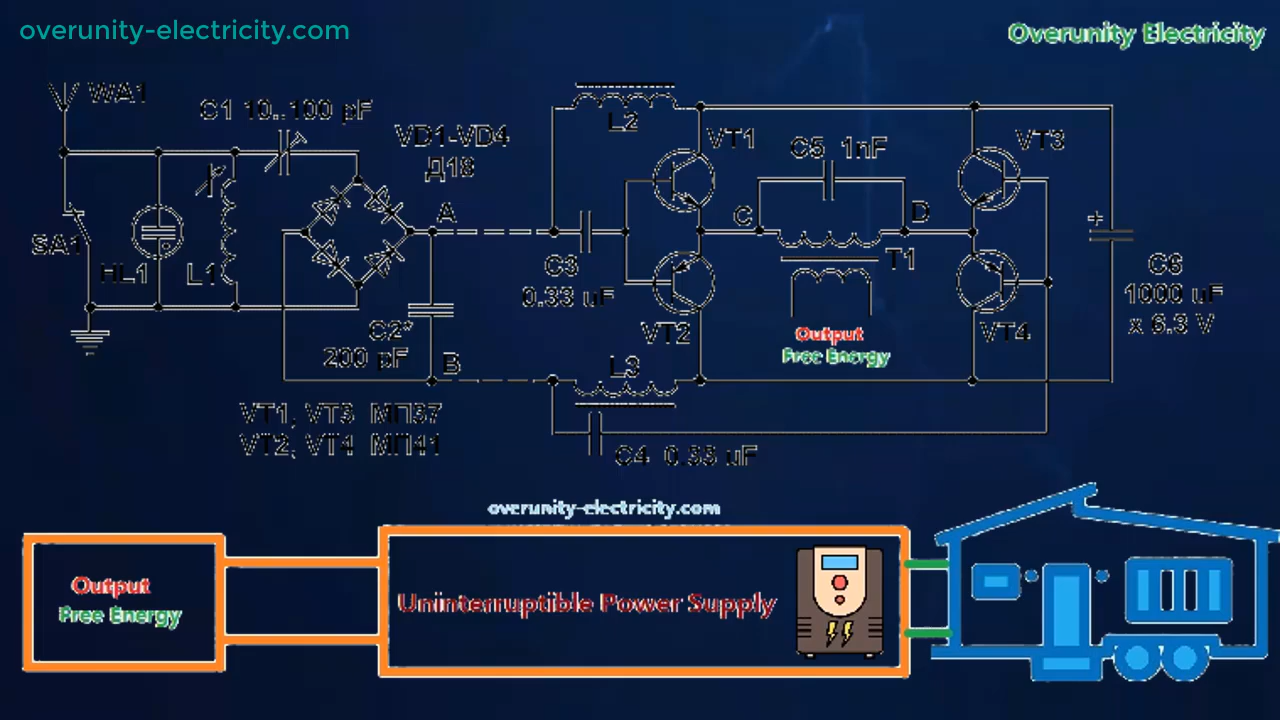 overunity-electricity.com
Overunity Electricity
WA1
C1 10..100 pF
VD1-VD4
Д18
L2
VT1
C5 1nF
VT3
A
C
D
+
SA1
HL1
L1
C3
0.33 uF
T1
C6
1000 uF
x 6.3 V
C2*
200 pF
VT2
Output
Free Energy
VT4
B
L3
VT1, VT3 МП37
VT2, VT4 МП41
C4 0.33 uF
overunity-electricity.com
Output
Free Energy
Uninterruptible Power Supply